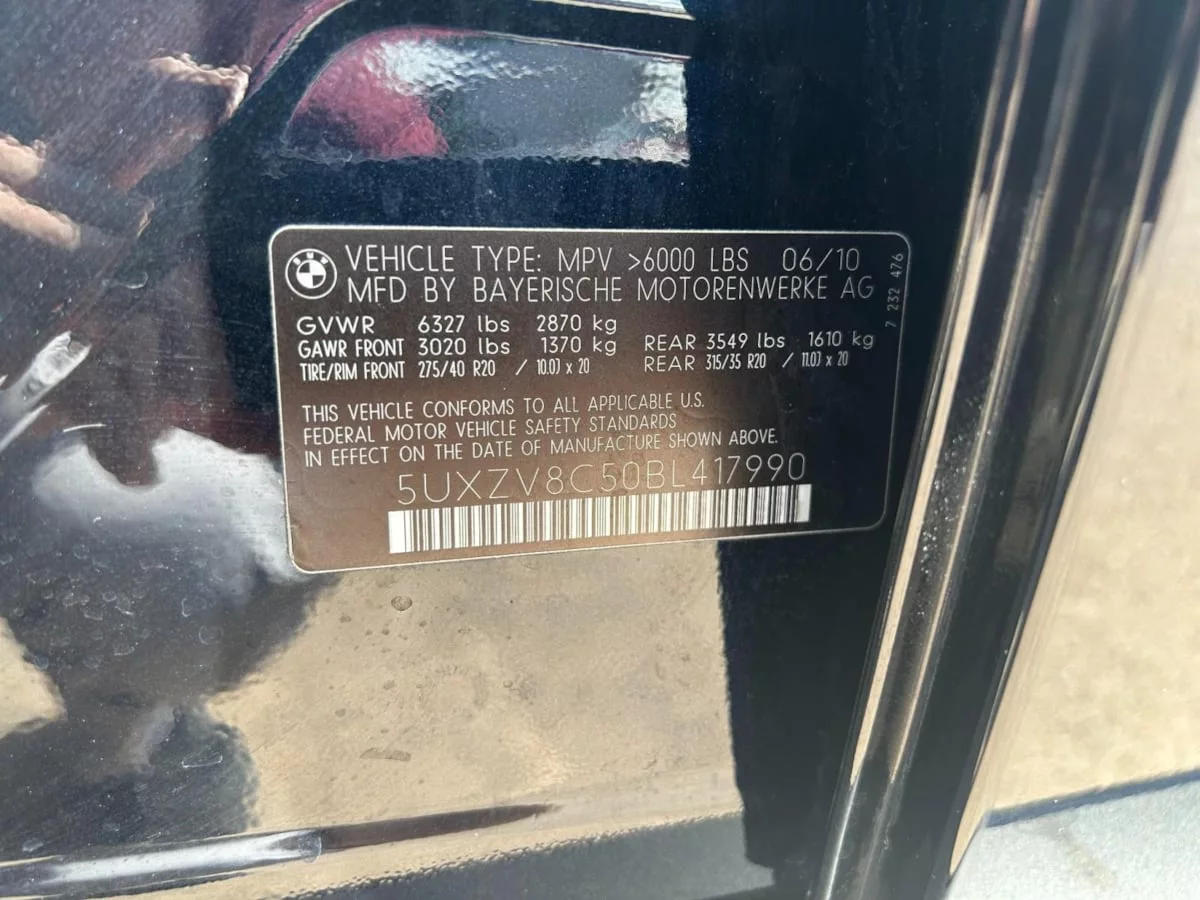 BMW
VEHICLE TYPE: MPV >6000 LBS 06/10
MFD BY BAYERISCHE MOTORENWERKE AG
7 232 476
GVWR 6327 lbs 2870 kg
GAWR FRONT 3020 lbs 1370 kg REAR 3549 lbs 1610 kg
TIRE/RIM FRONT 275/40 R20 / 10.0J x 20 REAR 315/35 R20 / 11.0J x 20
THIS VEHICLE CONFORMS TO ALL APPLICABLE U.S.
FEDERAL MOTOR VEHICLE SAFETY STANDARDS
IN EFFECT ON THE DATE OF MANUFACTURE SHOWN ABOVE.
5UXZV8C50BL417990